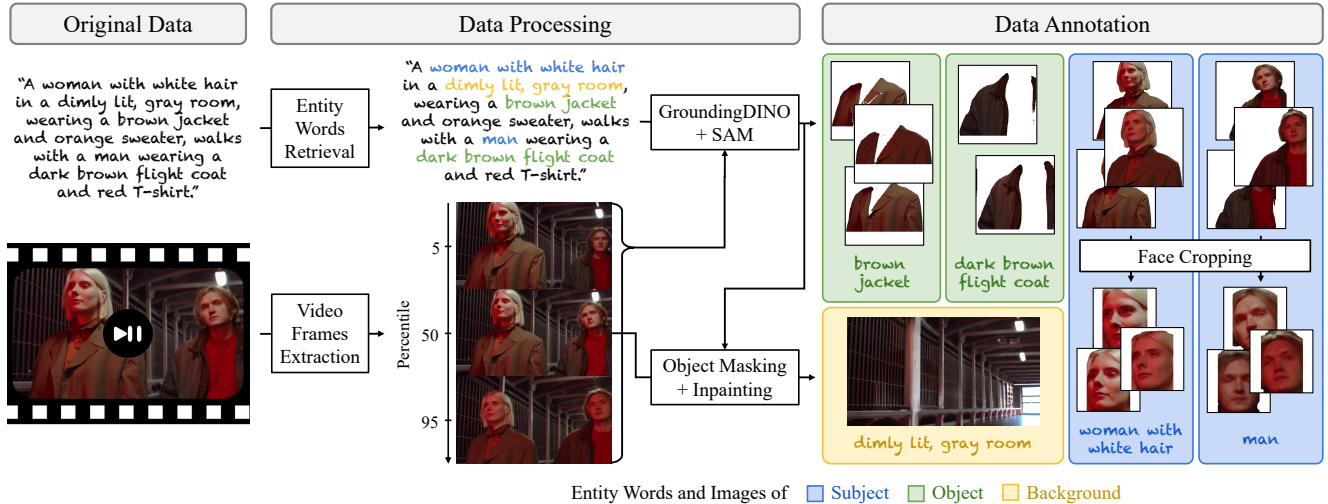 Original Data
Data Processing
Data Annotation
“A woman with white hair
in a dimly lit, gray room,
wearing a brown jacket
and orange sweater, walks
with a man wearing a
dark brown flight coat
and red T-shirt.”
Entity
Words
Retrieval
“A woman with white hair
in a dimly lit, gray room,
wearing a brown jacket
and orange sweater, walks
with a man wearing a
dark brown flight coat
and red T-shirt.”
GroundingDINO
+ SAM
Video
Frames
Extraction
Percentile
5
50
95
Object Masking
+ Inpainting
brown
jacket
dark brown
flight coat
Face Cropping
dimly lit, gray room
woman with
white hair
man
Entity Words and Images of Subject Object Background